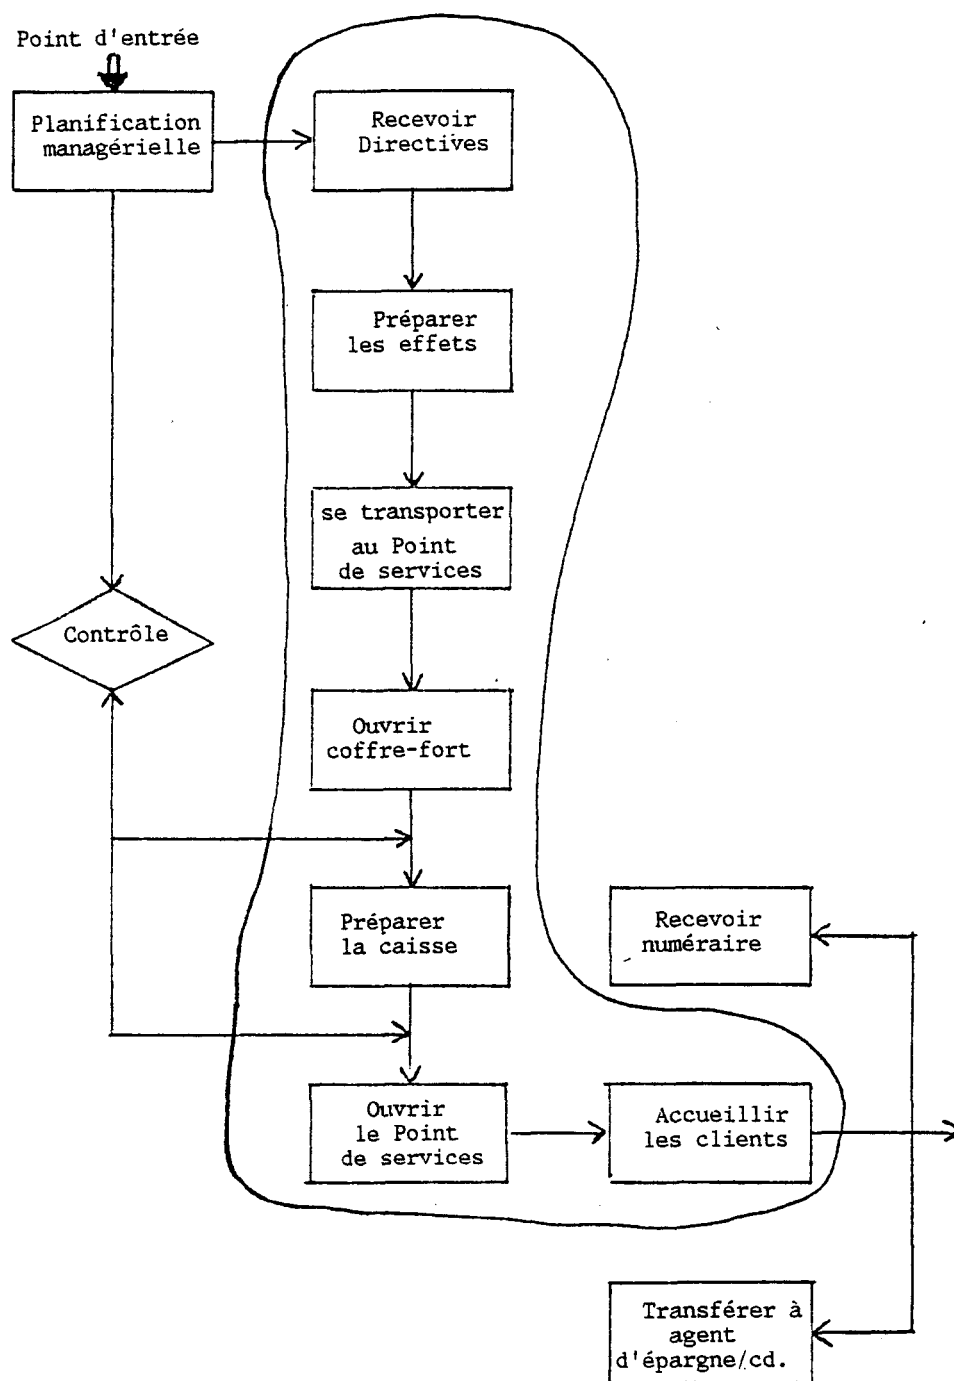 Point d'entrée
Planification
managérielle
Recevoir
Directives
Préparer
les effets
se transporter
au Point
de services
Contrôle
Ouvrir
coffre-fort
Préparer
la caisse
Recevoir
numéraire
Ouvrir
le Point
de services
Accueillir
les clients
Transférer à
agent
d'épargne/cd.